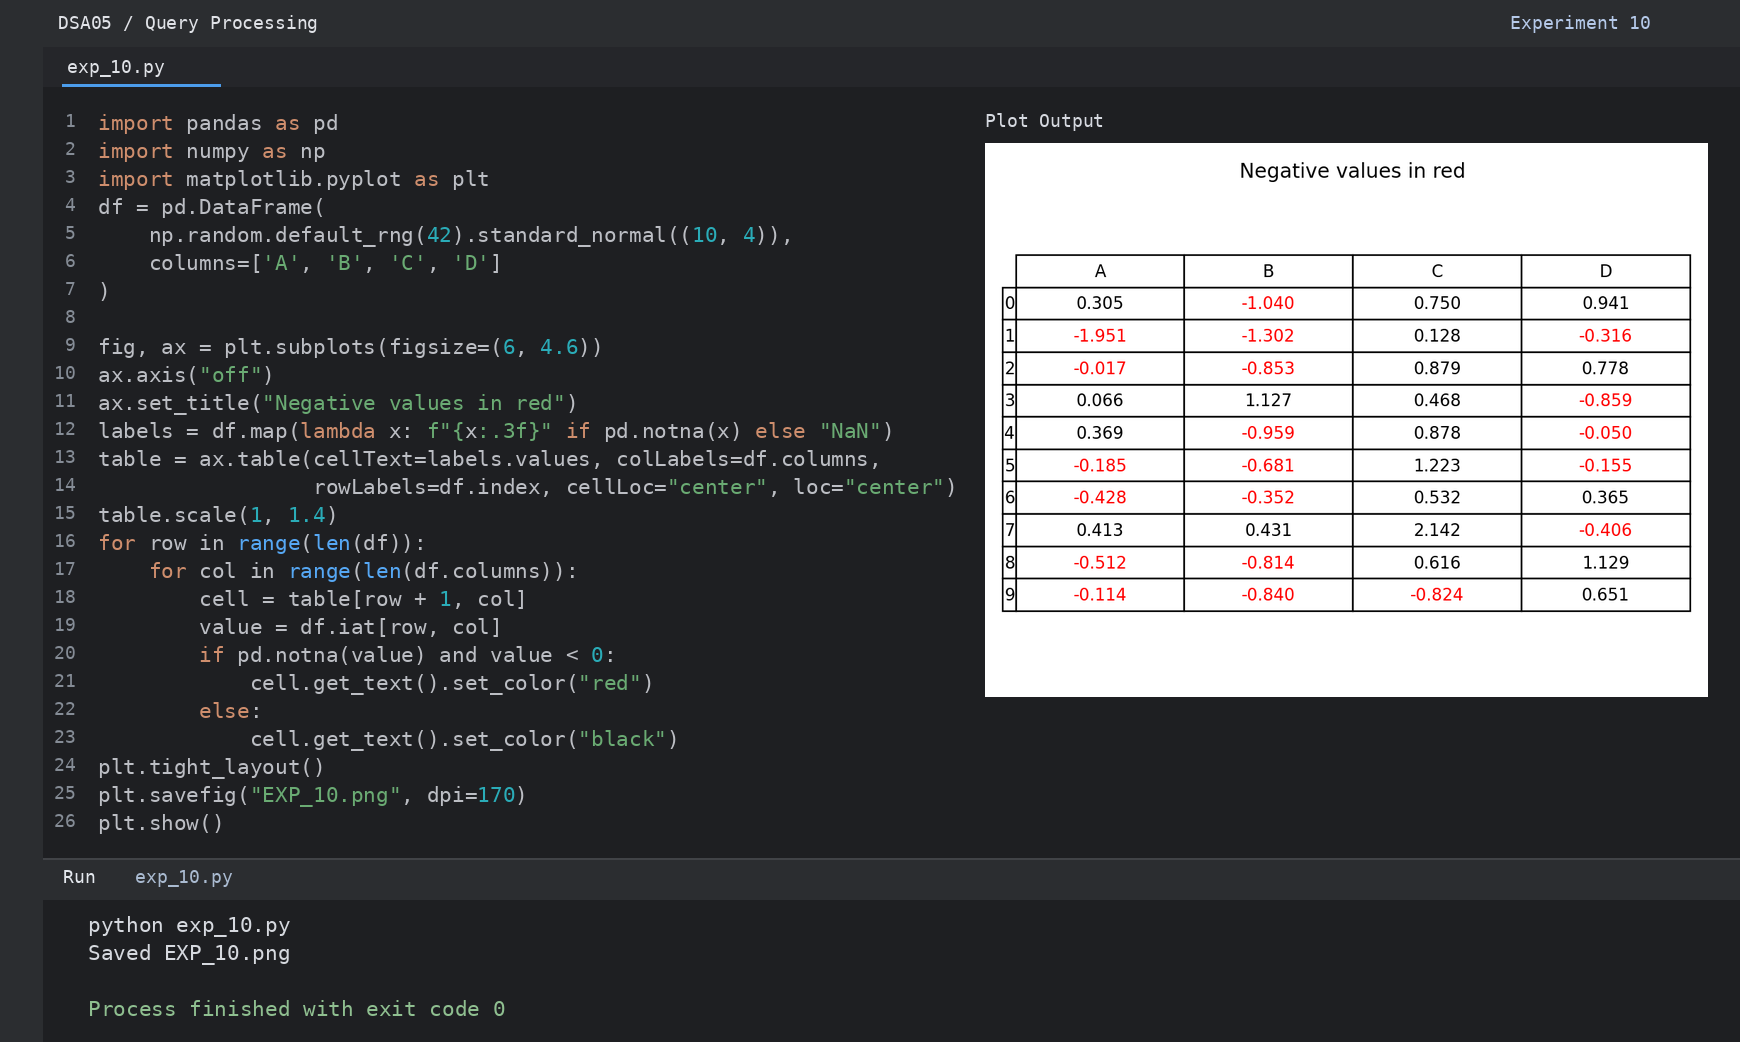 DSA05 / Query Processing
Experiment 10
exp_10.py
1 import pandas as pd
2 import numpy as np
3 import matplotlib.pyplot as plt
4 df = pd.DataFrame(
5     np.random.default_rng(42).standard_normal((10, 4)),
6     columns=['A', 'B', 'C', 'D']
7 )
8
9 fig, ax = plt.subplots(figsize=(6, 4.6))
10 ax.axis("off")
11 ax.set_title("Negative values in red")
12 labels = df.map(lambda x: f"{x:.3f}" if pd.notna(x) else "NaN")
13 table = ax.table(cellText=labels.values, colLabels=df.columns,
14                  rowLabels=df.index, cellLoc="center", loc="center")
15 table.scale(1, 1.4)
16 for row in range(len(df)):
17     for col in range(len(df.columns)):
18         cell = table[row + 1, col]
19         value = df.iat[row, col]
20         if pd.notna(value) and value < 0:
21             cell.get_text().set_color("red")
22         else:
23             cell.get_text().set_color("black")
24 plt.tight_layout()
25 plt.savefig("EXP_10.png", dpi=170)
26 plt.show()
Plot Output
Negative values in red
A B C D
0 0.305 -1.040 0.750 0.941
1 -1.951 -1.302 0.128 -0.316
2 -0.017 -0.853 0.879 0.778
3 0.066 1.127 0.468 -0.859
4 0.369 -0.959 0.878 -0.050
5 -0.185 -0.681 1.223 -0.155
6 -0.428 -0.352 0.532 0.365
7 0.413 0.431 2.142 -0.406
8 -0.512 -0.814 0.616 1.129
9 -0.114 -0.840 -0.824 0.651
Run exp_10.py
python exp_10.py
Saved EXP_10.png
Process finished with exit code 0